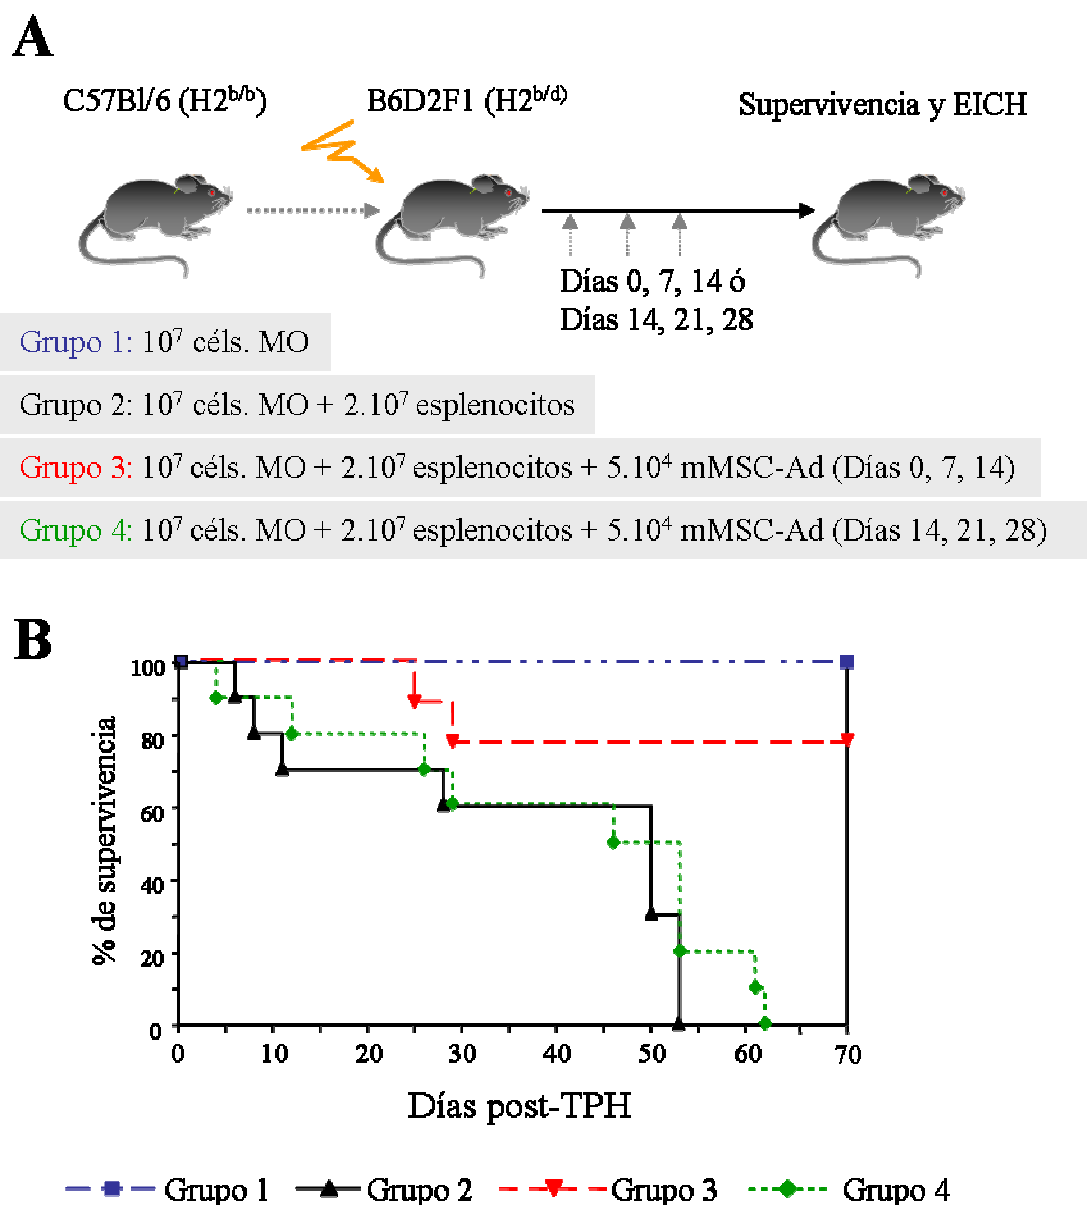 A
C57Bl/6 (H2b/b)
B6D2F1 (H2b/d)
Supervivencia y EICH
Días 0, 7, 14 ó
Días 14, 21, 28
Grupo 1: 10⁷ céls. MO
Grupo 2: 10⁷ céls. MO + 2.10⁷ esplenocitos
Grupo 3: 10⁷ céls. MO + 2.10⁷ esplenocitos + 5.10⁴ mMSC-Ad (Días 0, 7, 14)
Grupo 4: 10⁷ céls. MO + 2.10⁷ esplenocitos + 5.10⁴ mMSC-Ad (Días 14, 21, 28)
B
% de supervivencia
100
80
60
40
20
0
0 10 20 30 40 50 60 70
Días post-TPH
Grupo 1 Grupo 2 Grupo 3 Grupo 4